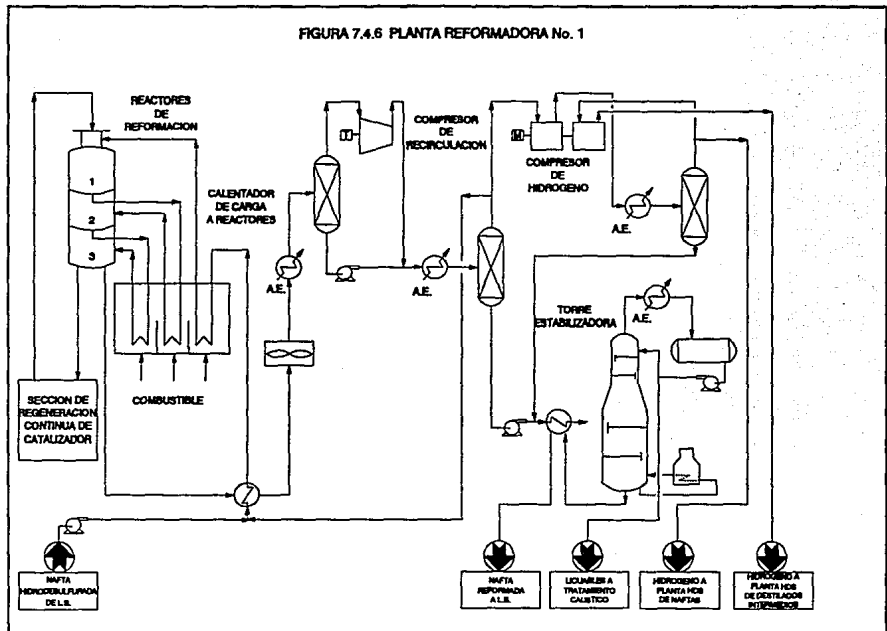 FIGURA 7.4.6 PLANTA REFORMADORA No. 1
REACTORES
DE
REFORMACION
1
2
3
CALENTADOR
DE CARGA
A REACTORES
T
COMPRESOR
DE
RECIRCULACION
M
COMPRESOR
DE
HIDROGENO
A.E.
A.E.
A.E.
TORRE
ESTABILIZADORA
A.E.
COMBUSTIBLE
SECCION DE
REGENERACION
CONTINUA DE
CATALIZADOR
NAFTA
HIDRODESULFURADA
DE L.B.
NAFTA
REFORMADA
A L.B.
LICUABLES A
TRATAMIENTO
CAUSTICO
HIDROGENO A
PLANTA HDS
DE NAFTAS
HIDROGENO A
PLANTA HDS
DE DESTILADOS
INTERMEDIOS